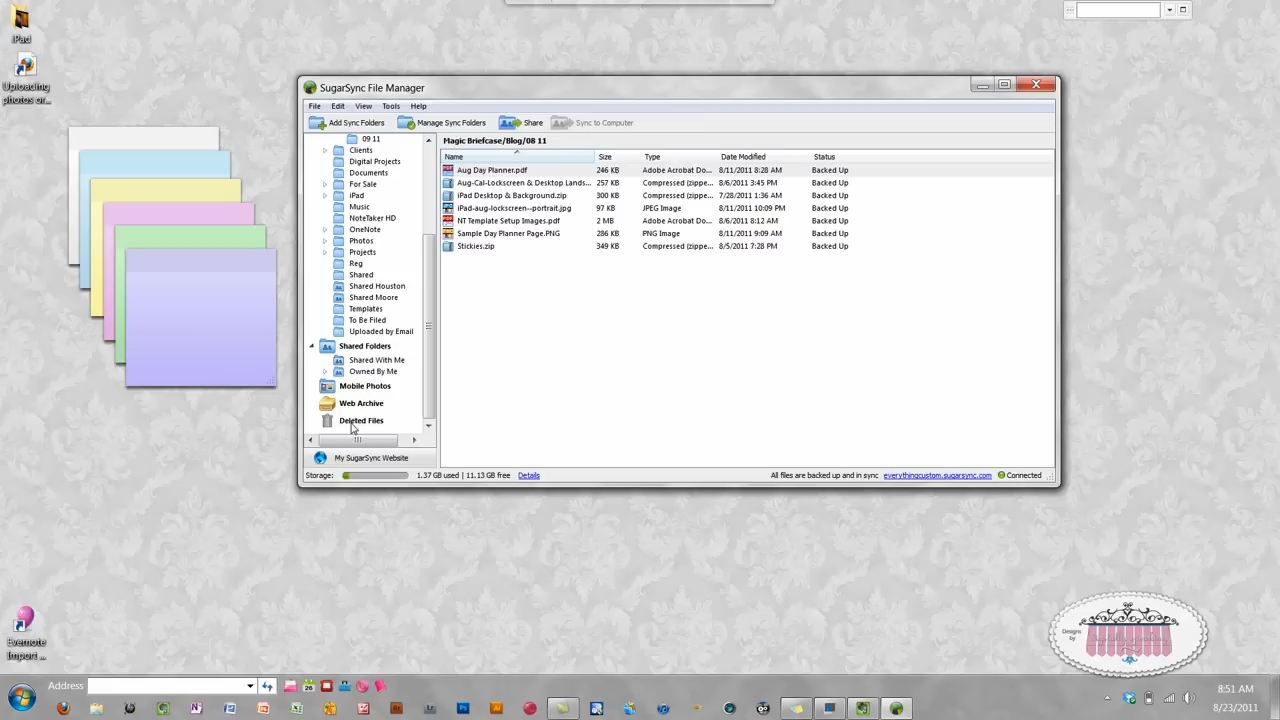 iPad
Uploading
photos or...
SugarSync File Manager
File Edit View Tools Help
Add Sync Folders Manage Sync Folders Share Sync to Computer
09 11
Clients
Digital Projects
Documents
For Sale
iPad
Music
NoteTaker HD
OneNote
Photos
Projects
Reg
Shared
Shared Houston
Shared Moore
Templates
To Be Filed
Uploaded by Email
Shared Folders
Shared With Me
Owned By Me
Mobile Photos
Web Archive
Deleted Files
My SugarSync Website
Magic Briefcase/Blog/08 11
Name Size Type Date Modified Status
Aug Day Planner.pdf 246 KB Adobe Acrobat Do... 8/11/2011 8:28 AM Backed Up
Aug-Cal-Lockscreen & Desktop Lands... 257 KB Compressed (zippe... 8/6/2011 3:45 PM Backed Up
iPad Desktop & Background.zip 300 KB Compressed (zippe... 7/28/2011 1:36 AM Backed Up
iPad-aug-lockscreen--portrait.jpg 97 KB JPEG Image 8/11/2011 10:09 PM Backed Up
NT Template Setup Images.pdf 2 MB Adobe Acrobat Do... 8/6/2011 8:12 AM Backed Up
Sample Day Planner Page.PNG 286 KB PNG Image 8/11/2011 9:09 AM Backed Up
Stickies.zip 349 KB Compressed (zippe... 8/5/2011 7:28 PM Backed Up
Storage: 1.37 GB used | 11.13 GB free Details All files are backed up and in sync everythingcustom.sugarsync.com Connected
Evernote
Import ...
Designs
by
Address
26
8:51 AM
8/23/2011